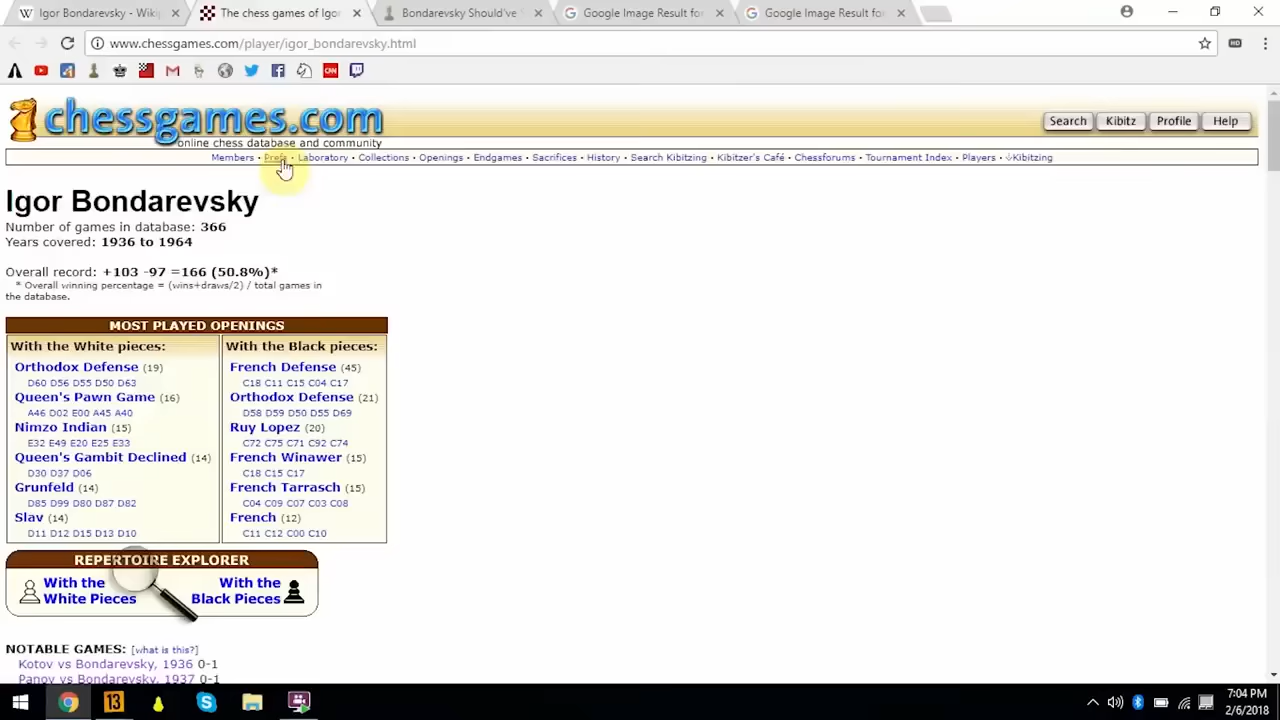 Igor Bondarevsky - Wiki
The chess games of Igor
Bondarevsky Should've
Google Image Result for
Google Image Result for
www.chessgames.com/player/igor_bondarevsky.html
HD
CNN
chessgames.com
online chess database and community
Search Kibitz Profile Help
Members · Prefs · Laboratory · Collections · Openings · Endgames · Sacrifices · History · Search Kibitzing · Kibitzer's Café · Chessforums · Tournament Index · Players · Kibitzing
Igor Bondarevsky
Number of games in database: 366
Years covered: 1936 to 1964
Overall record: +103 -97 =166 (50.8%)*
* Overall winning percentage = (wins+draws/2) / total games in
the database.
MOST PLAYED OPENINGS
With the White pieces:
Orthodox Defense (19)
D60 D56 D55 D50 D63
Queen's Pawn Game (16)
A46 D02 E00 A45 A40
Nimzo Indian (15)
E32 E49 E20 E25 E33
Queen's Gambit Declined (14)
D30 D37 D06
Grunfeld (14)
D85 D99 D80 D87 D82
Slav (14)
D11 D12 D15 D13 D10
With the Black pieces:
French Defense (45)
C18 C11 C15 C04 C17
Orthodox Defense (21)
D58 D59 D50 D55 D69
Ruy Lopez (20)
C72 C75 C71 C92 C74
French Winawer (15)
C18 C15 C17
French Tarrasch (15)
C04 C09 C07 C03 C08
French (12)
C11 C12 C00 C10
REPERTOIRE EXPLORER
With the
White Pieces
With the
Black Pieces
NOTABLE GAMES: [what is this?]
Kotov vs Bondarevsky, 1936 0-1
Panov vs Bondarevsky, 1937 0-1
13
7:04 PM
2/6/2018